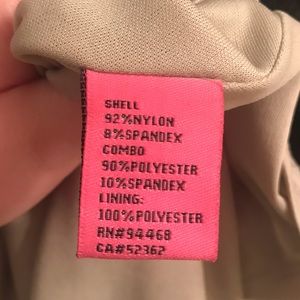 SHELL
92%NYLON
8%SPANDEX
COMBO
90%POLYESTER
10%SPANDEX
LINING:
100%POLYESTER
RN#94468
CA#52362